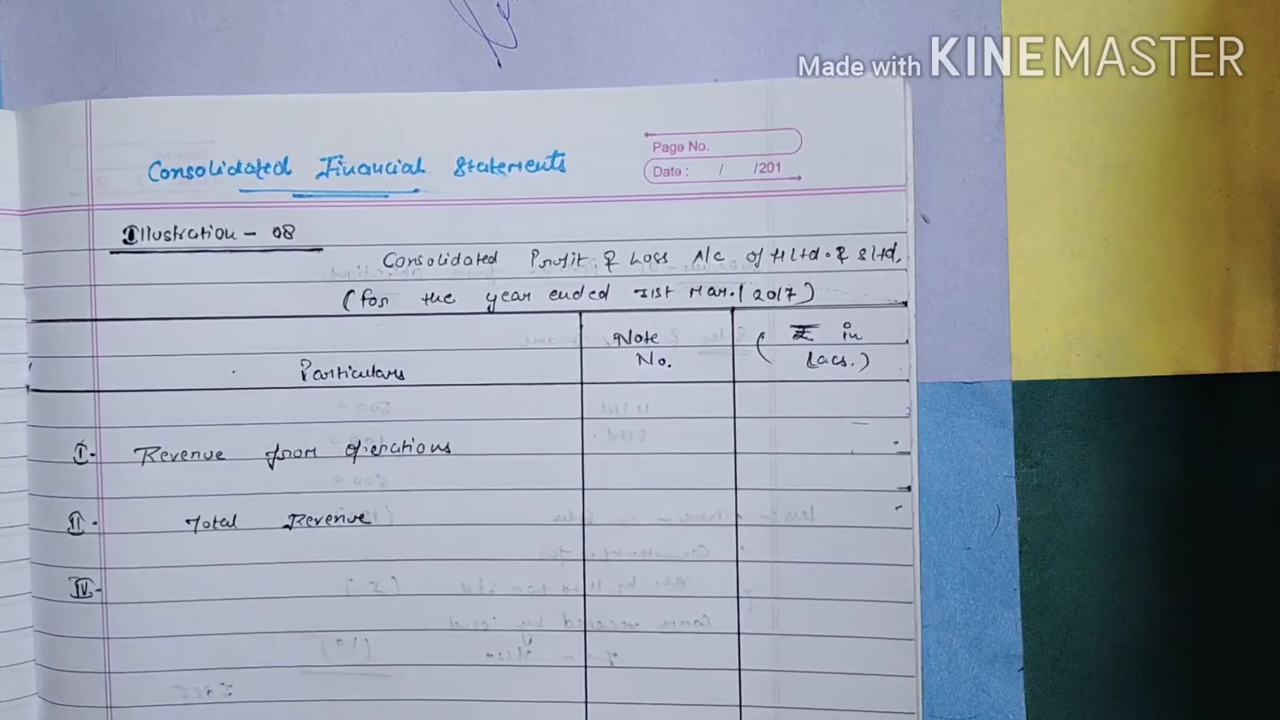 Made with KINEMASTER
Page No.
Date : / /201
Consolidated Financial Statements
Illustration - 08
Consolidated Profit & Loss A/c of H Ltd. & S Ltd.
(for the year ended 31st Mar. 2017)
Particulars
Note No.
(₹ in lacs.)
I- Revenue from operations
II- Total Revenue
IV-